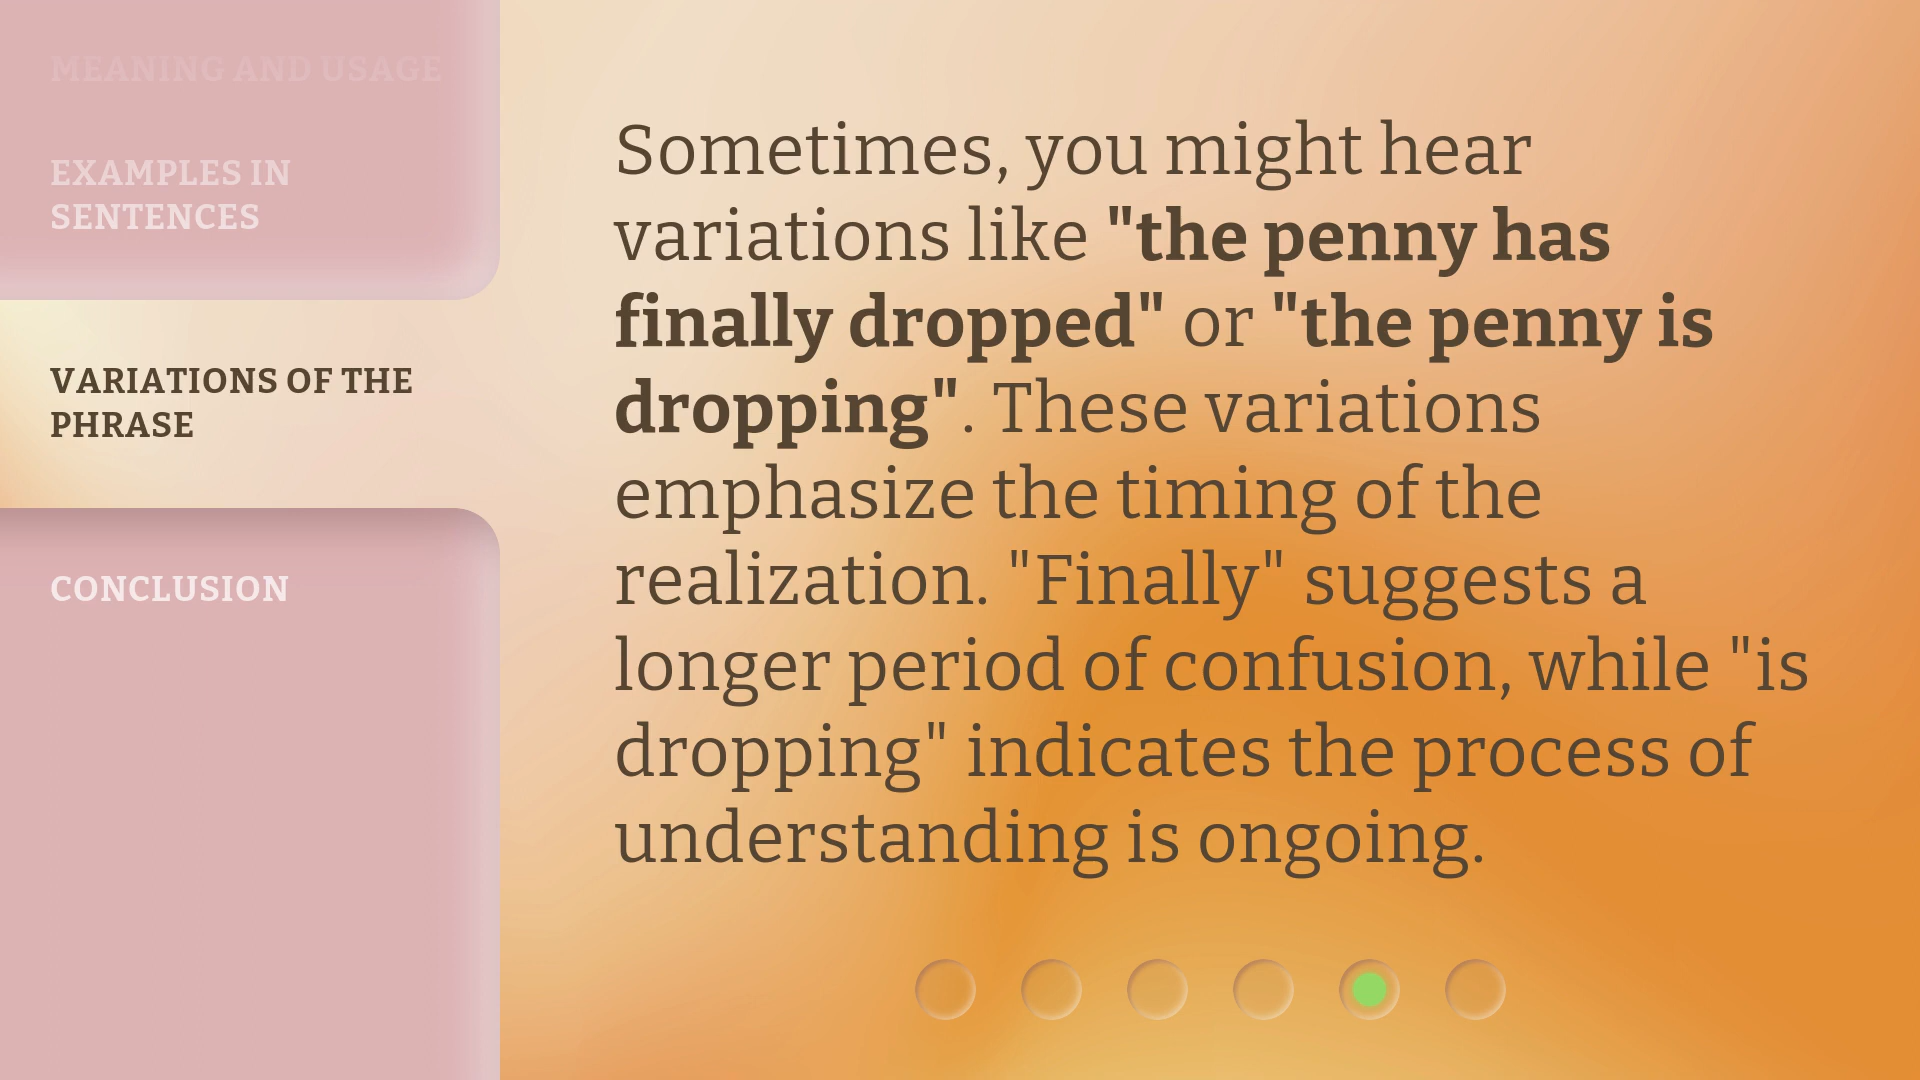 MEANING AND USAGE
EXAMPLES IN
SENTENCES
VARIATIONS OF THE
PHRASE
CONCLUSION
Sometimes, you might hear
variations like "the penny has
finally dropped" or "the penny is
dropping". These variations
emphasize the timing of the
realization. "Finally" suggests a
longer period of confusion, while "is
dropping" indicates the process of
understanding is ongoing.